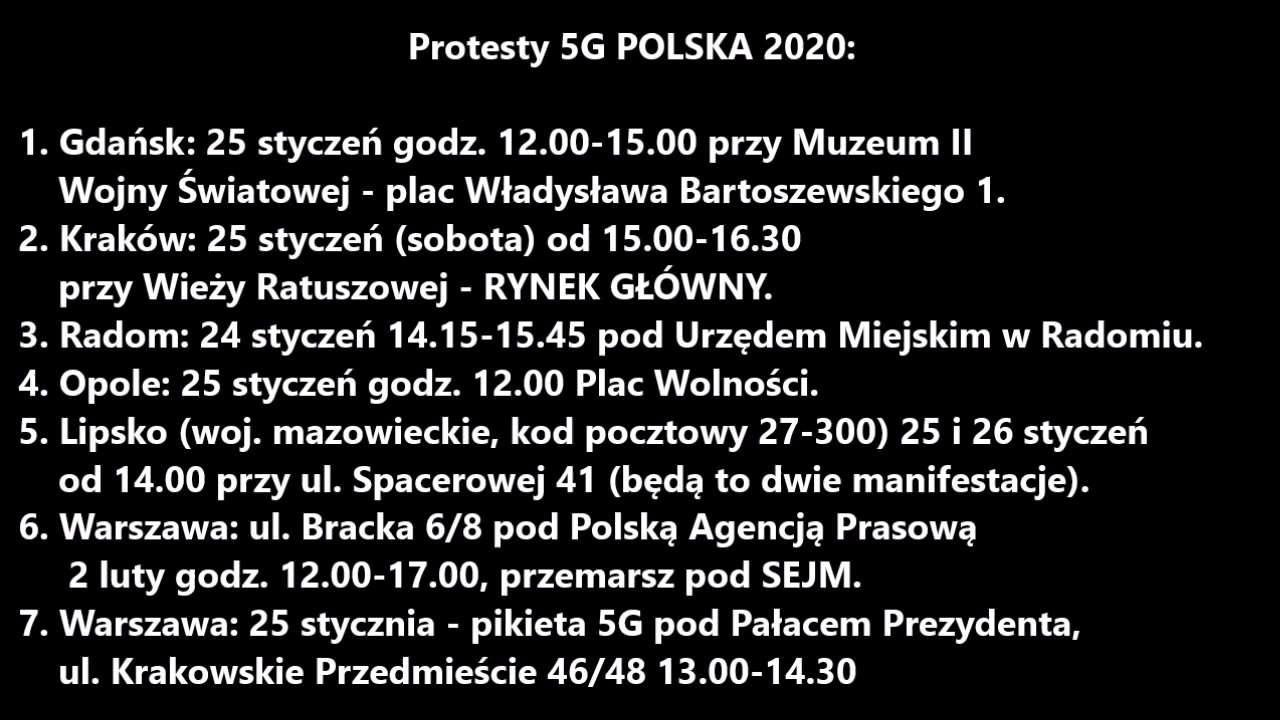 Protesty 5G POLSKA 2020:
1. Gdańsk: 25 styczeń godz. 12.00-15.00 przy Muzeum II
Wojny Światowej - plac Władysława Bartoszewskiego 1.
2. Kraków: 25 styczeń (sobota) od 15.00-16.30
przy Wieży Ratuszowej - RYNEK GŁÓWNY.
3. Radom: 24 styczeń 14.15-15.45 pod Urzędem Miejskim w Radomiu.
4. Opole: 25 styczeń godz. 12.00 Plac Wolności.
5. Lipsko (woj. mazowieckie, kod pocztowy 27-300) 25 i 26 styczeń
od 14.00 przy ul. Spacerowej 41 (będą to dwie manifestacje).
6. Warszawa: ul. Bracka 6/8 pod Polską Agencją Prasową
2 luty godz. 12.00-17.00, przemarsz pod SEJM.
7. Warszawa: 25 stycznia - pikieta 5G pod Pałacem Prezydenta,
ul. Krakowskie Przedmieście 46/48 13.00-14.30